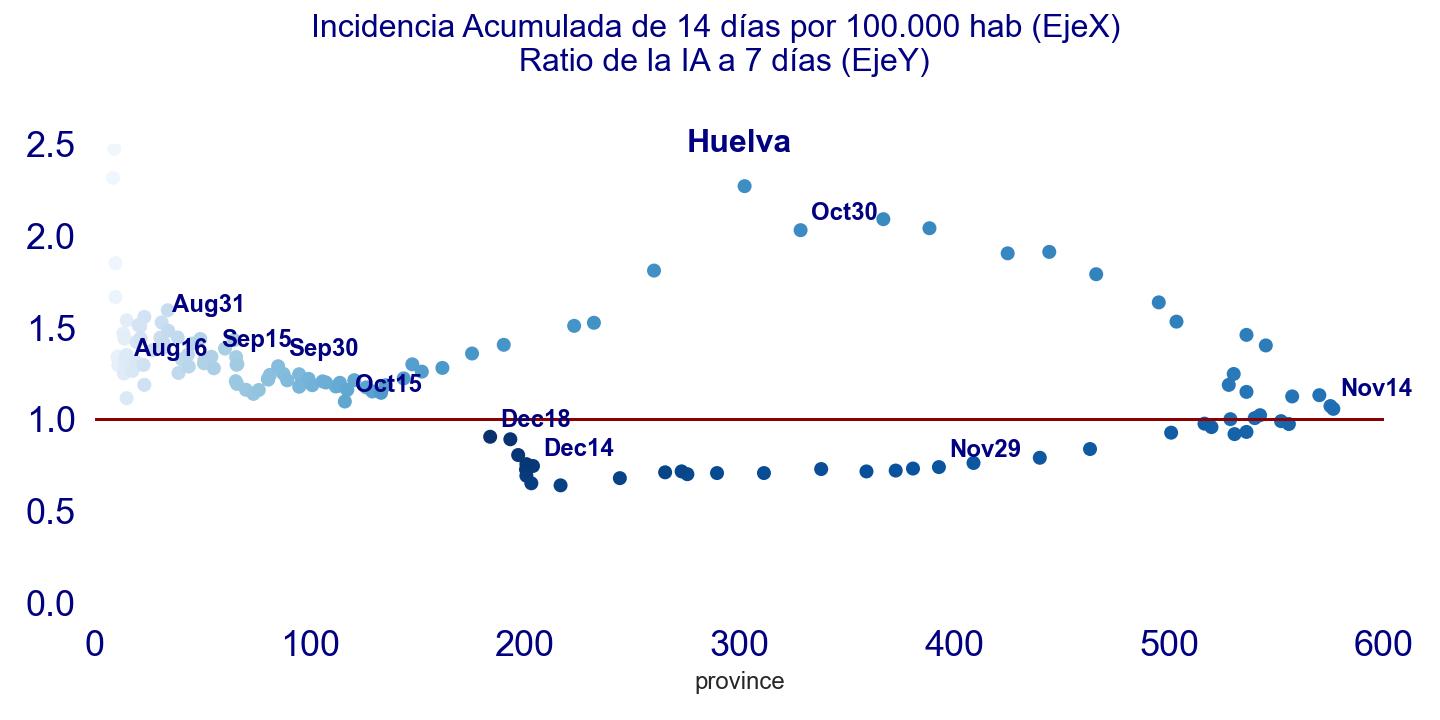 Incidencia Acumulada de 14 días por 100.000 hab (EjeX)
Ratio de la IA a 7 días (EjeY)
Huelva
2.5
2.0
1.5
1.0
0.5
0.0
Oct30
Aug31
Aug16
Sep15
Sep30
Oct15
Nov14
Dec18
Dec14
Nov29
0 100 200 300 400 500 600
province